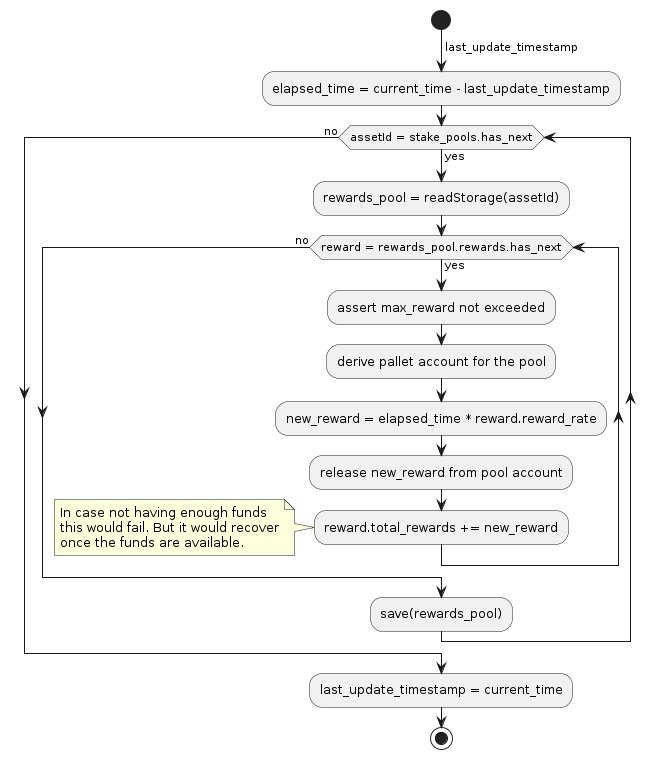 last_update_timestamp
elapsed_time = current_time - last_update_timestamp
no
assetId = stake_pools.has_next
yes
rewards_pool = readStorage(assetId)
no
reward = rewards_pool.rewards.has_next
yes
assert max_reward not exceeded
derive pallet account for the pool
new_reward = elapsed_time * reward.reward_rate
release new_reward from pool account
In case not having enough funds
this would fail. But it would recover
once the funds are available.
reward.total_rewards += new_reward
save(rewards_pool)
last_update_timestamp = current_time